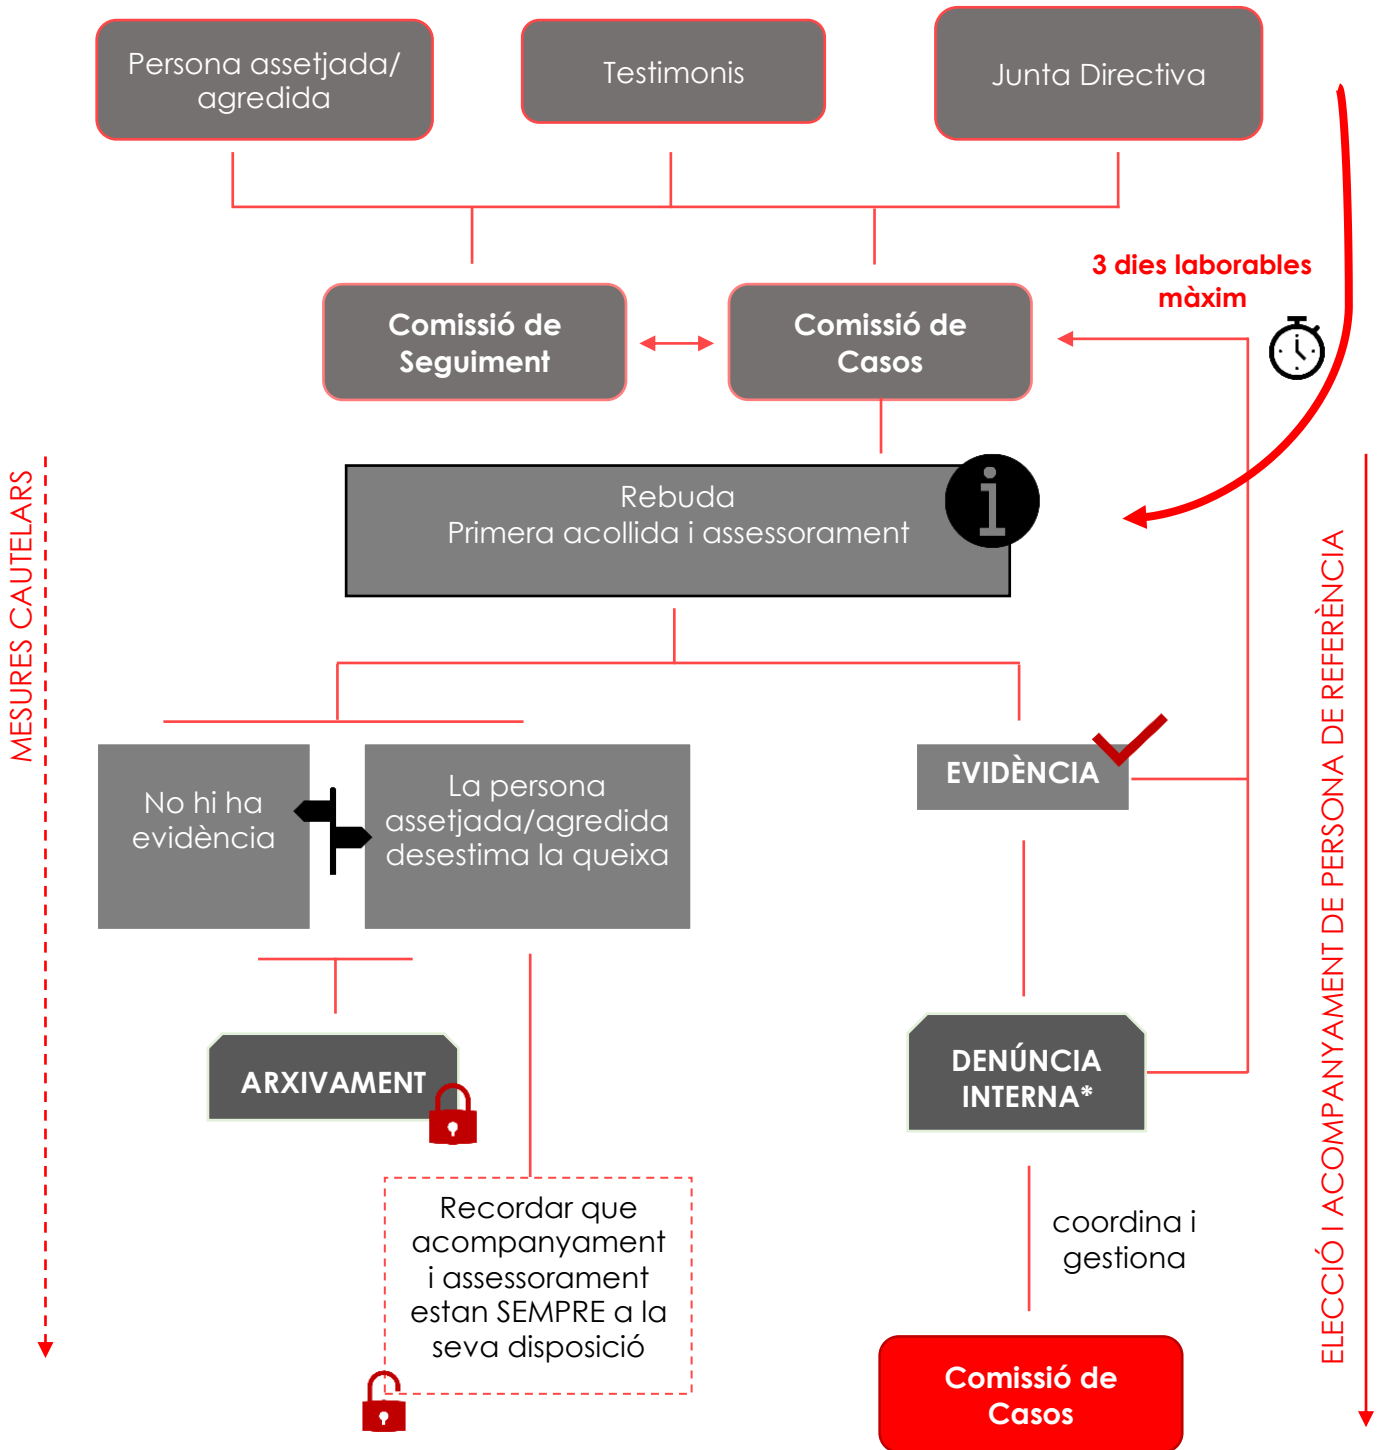 Persona assetjada/
agredida
Testimonis
Junta Directiva
3 dies laborables
màxim
Comissió de
Seguiment
Comissió de
Casos
Rebuda
Primera acollida i assessorament
MESURES CAUTELARS
ELECCIÓ I ACOMPANYAMENT DE PERSONA DE REFERÈNCIA
No hi ha
evidència
La persona
assetjada/agredida
desestima la queixa
EVIDÈNCIA
ARXIVAMENT
DENÚNCIA
INTERNA*
Recordar que
acompanyament
i assessorament
estan SEMPRE a la
seva disposició
coordina i
gestiona
Comissió de
Casos